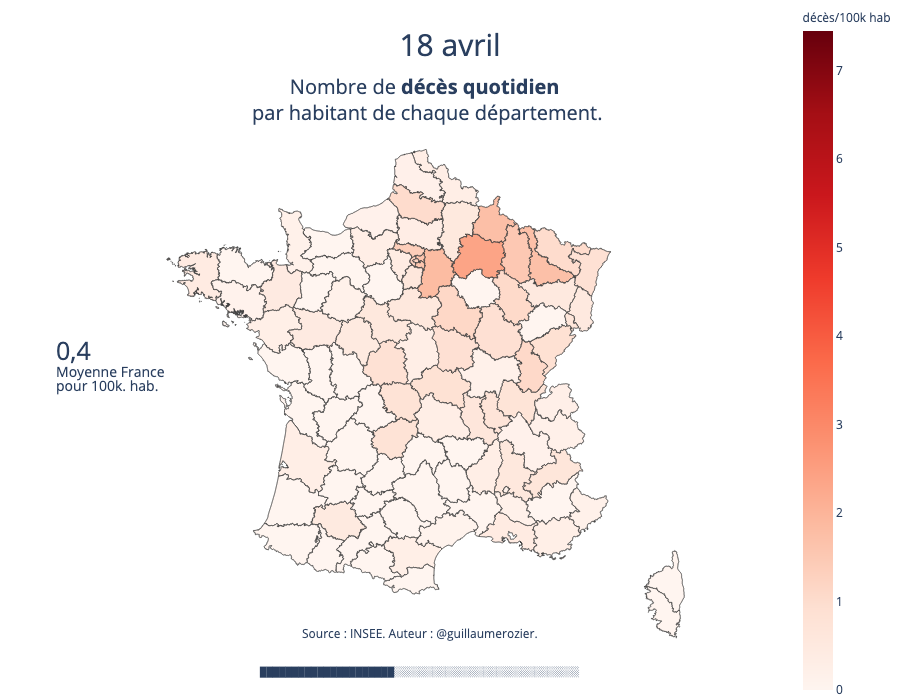 décès/100k hab
18 avril
Nombre de décès quotidien
par habitant de chaque département.
7
6
5
4
3
2
1
0
0,4
Moyenne France
pour 100k. hab.
Source : INSEE. Auteur : @guillaumerozier.